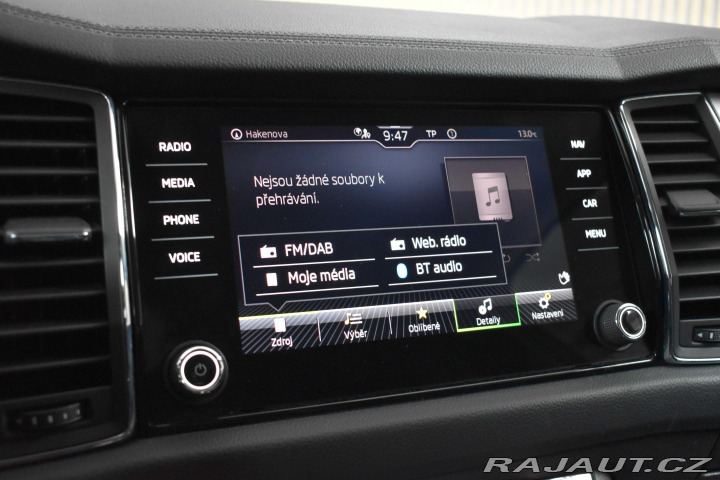 RADIO
MEDIA
PHONE
VOICE
Hakenova
9:47
TP
13.0°C
Nejsou žádné soubory k
přehrávání.
FM/DAB
Web. rádio
Moje média
BT audio
Zdroj
Výběr
Oblíbené
Detaily
Nastavení
NAV
APP
CAR
MENU
RAJAUT.CZ